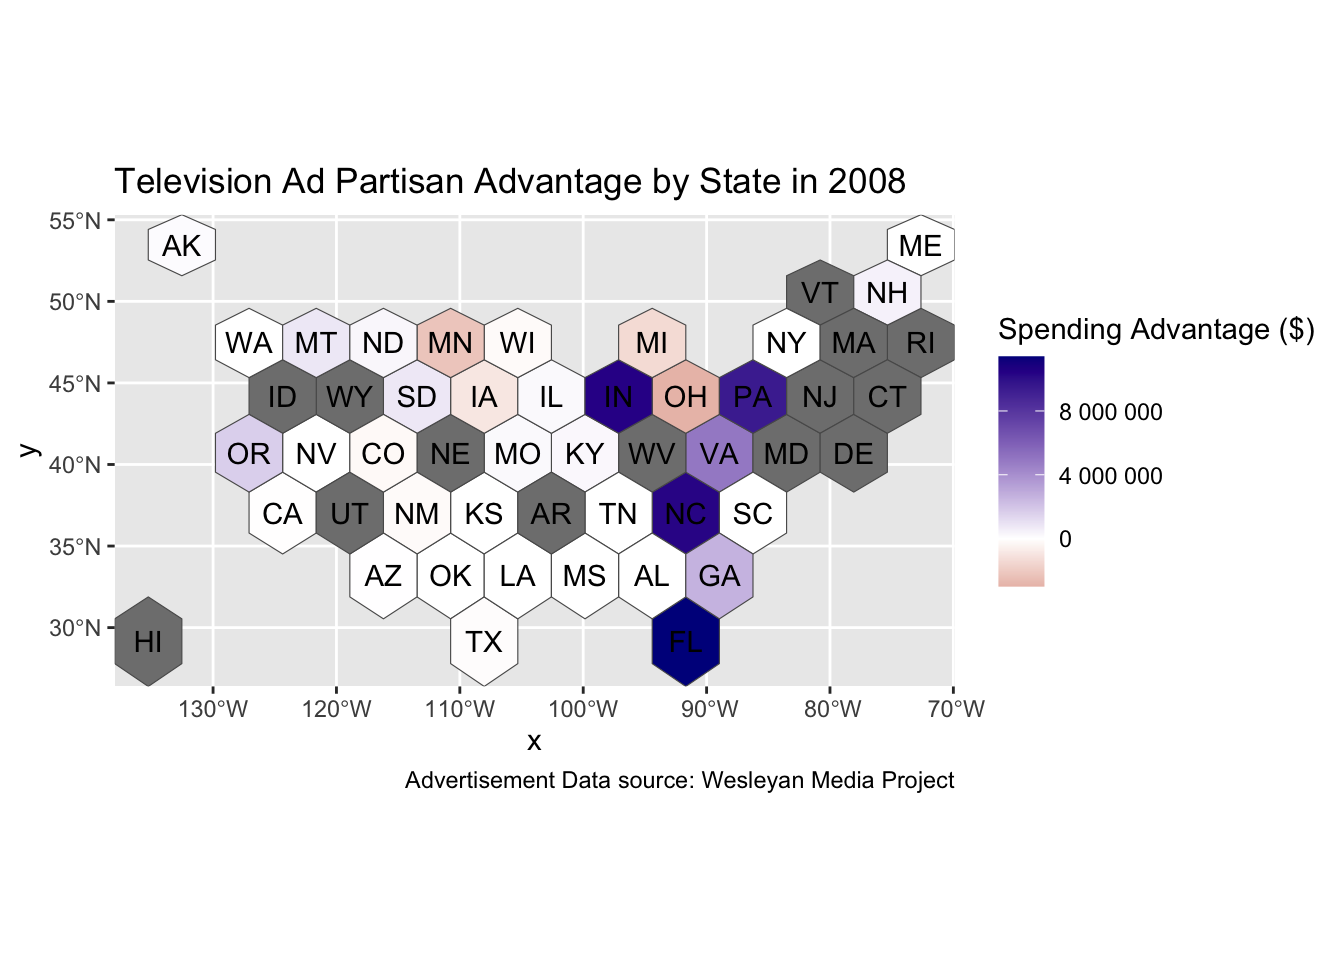 Television Ad Partisan Advantage by State in 2008
55°N
AK
ME
50°N
VT NH
WA MT ND MN WI MI NY MA RI
45°N
ID WY SD IA IL IN OH PA NJ CT
40°N
OR NV CO NE MO KY WV VA MD DE
CA UT NM KS AR TN NC SC
35°N
AZ OK LA MS AL GA
30°N
HI TX FL
130°W 120°W 110°W 100°W 90°W 80°W 70°W
x
y
Spending Advantage ($)
8 000 000
4 000 000
0
Advertisement Data source: Wesleyan Media Project